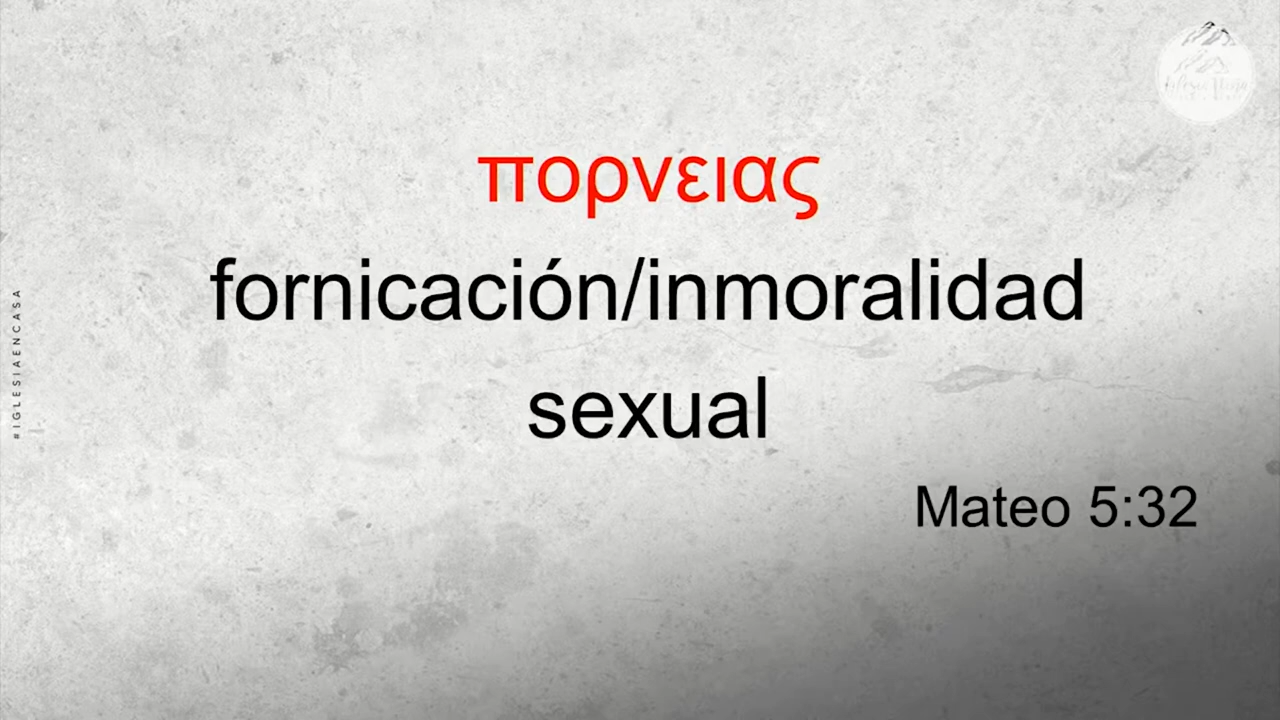 πορνειας
fornicación/inmoralidad
sexual
Mateo 5:32
#IGLESIAENCASA